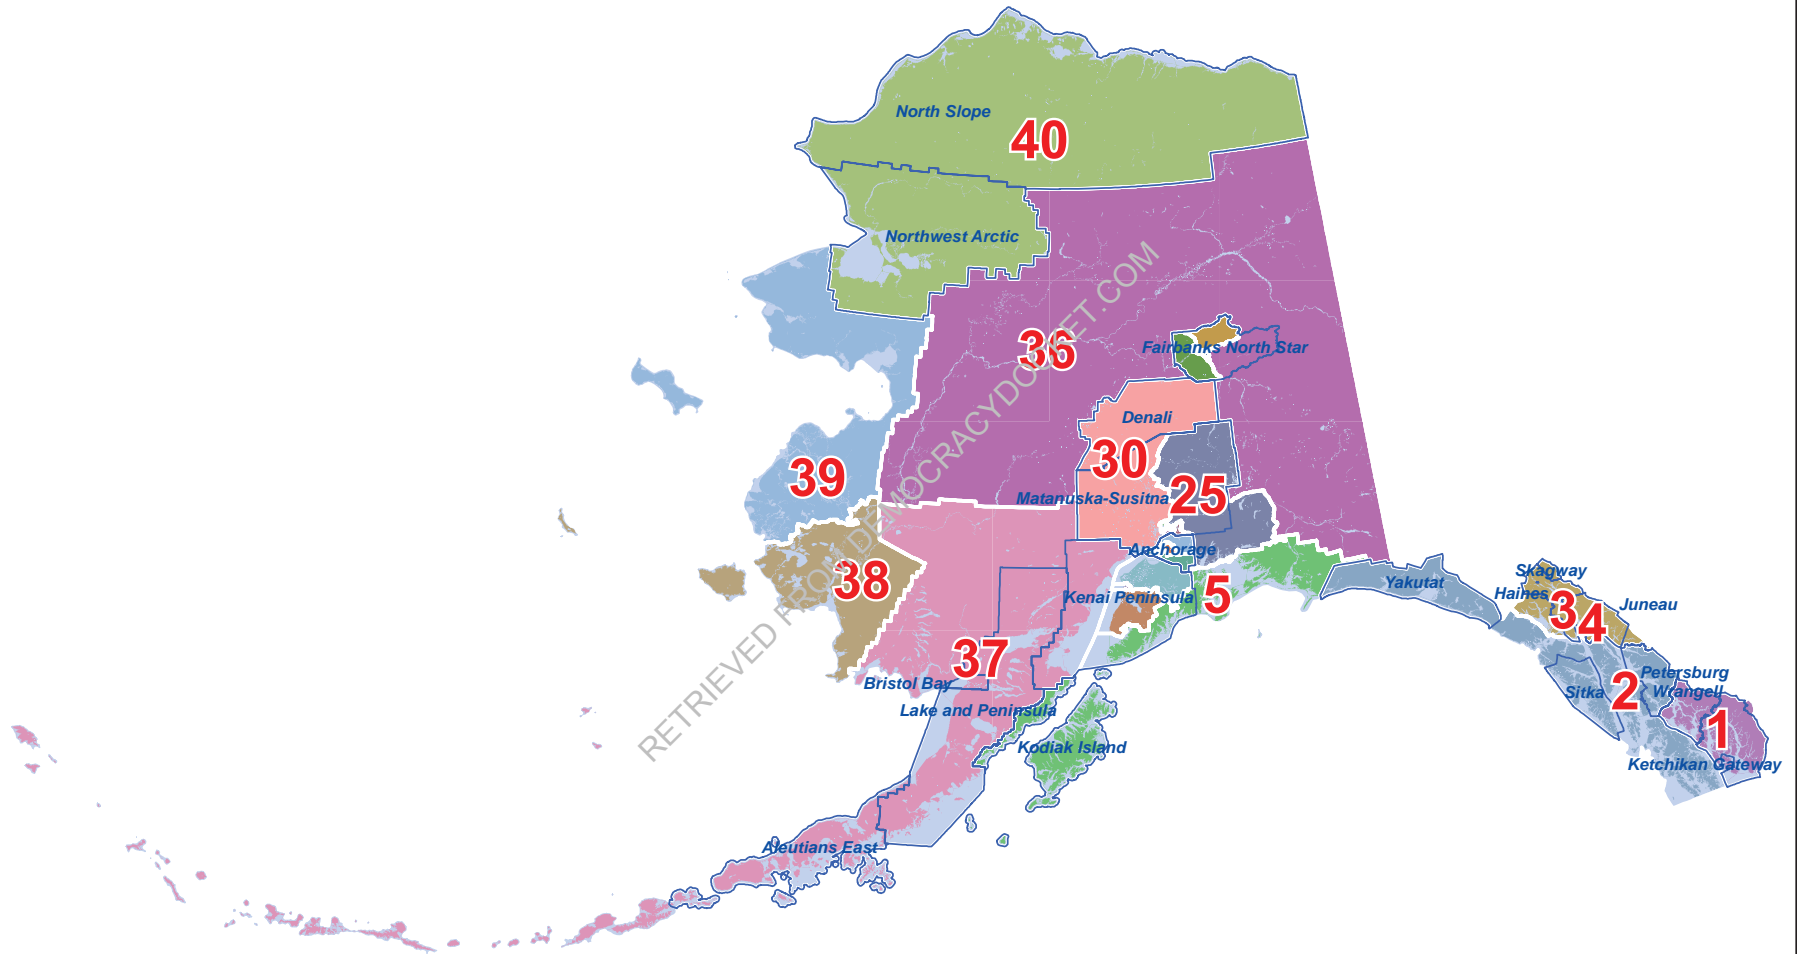 North Slope
40
Northwest Arctic
36
Fairbanks North Star
Denali
30
39
25
Matanuska-Susitna
Anchorage
38
5
Kenai Peninsula
Yakutat
Skagway
Haines
3
4
Juneau
37
Bristol Bay
Lake and Peninsula
Kodiak Island
Petersburg
Sitka
2
Wrangell
1
Ketchikan Gateway
Aleutians East
RETRIEVED FROM DEMOCRACYDOCKET.COM